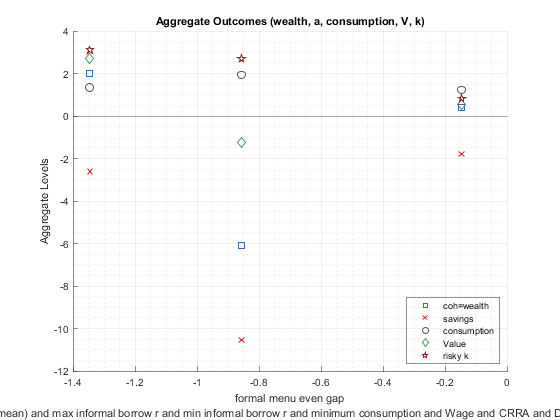 Aggregate Outcomes (wealth, a, consumption, V, k)
4
2
0
-2
-4
-6
-8
-10
-12
Aggregate Levels
coh=wealth
savings
consumption
Value
risky k
-1.4 -1.2 -1 -0.8 -0.6 -0.4 -0.2 0
formal menu even gap
mean) and max informal borrow r and min informal borrow r and minimum consumption and Wage and CRRA and